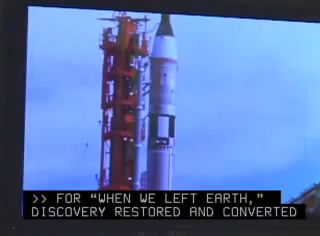 >> FOR “WHEN WE LEFT EARTH,”
DISCOVERY RESTORED AND CONVERTED